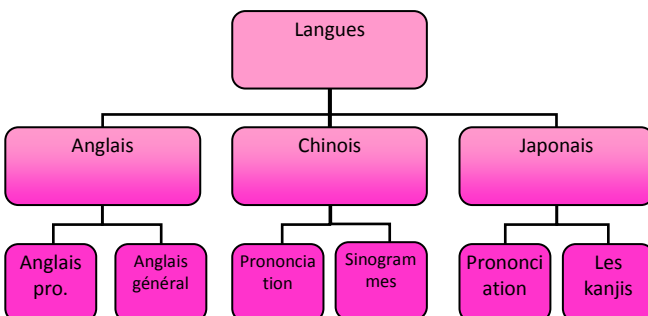 Langues
Anglais
Chinois
Japonais
Anglais
pro.
Anglais
général
Prononcia
tion
Sinogram
mes
Prononci
ation
Les
kanjis